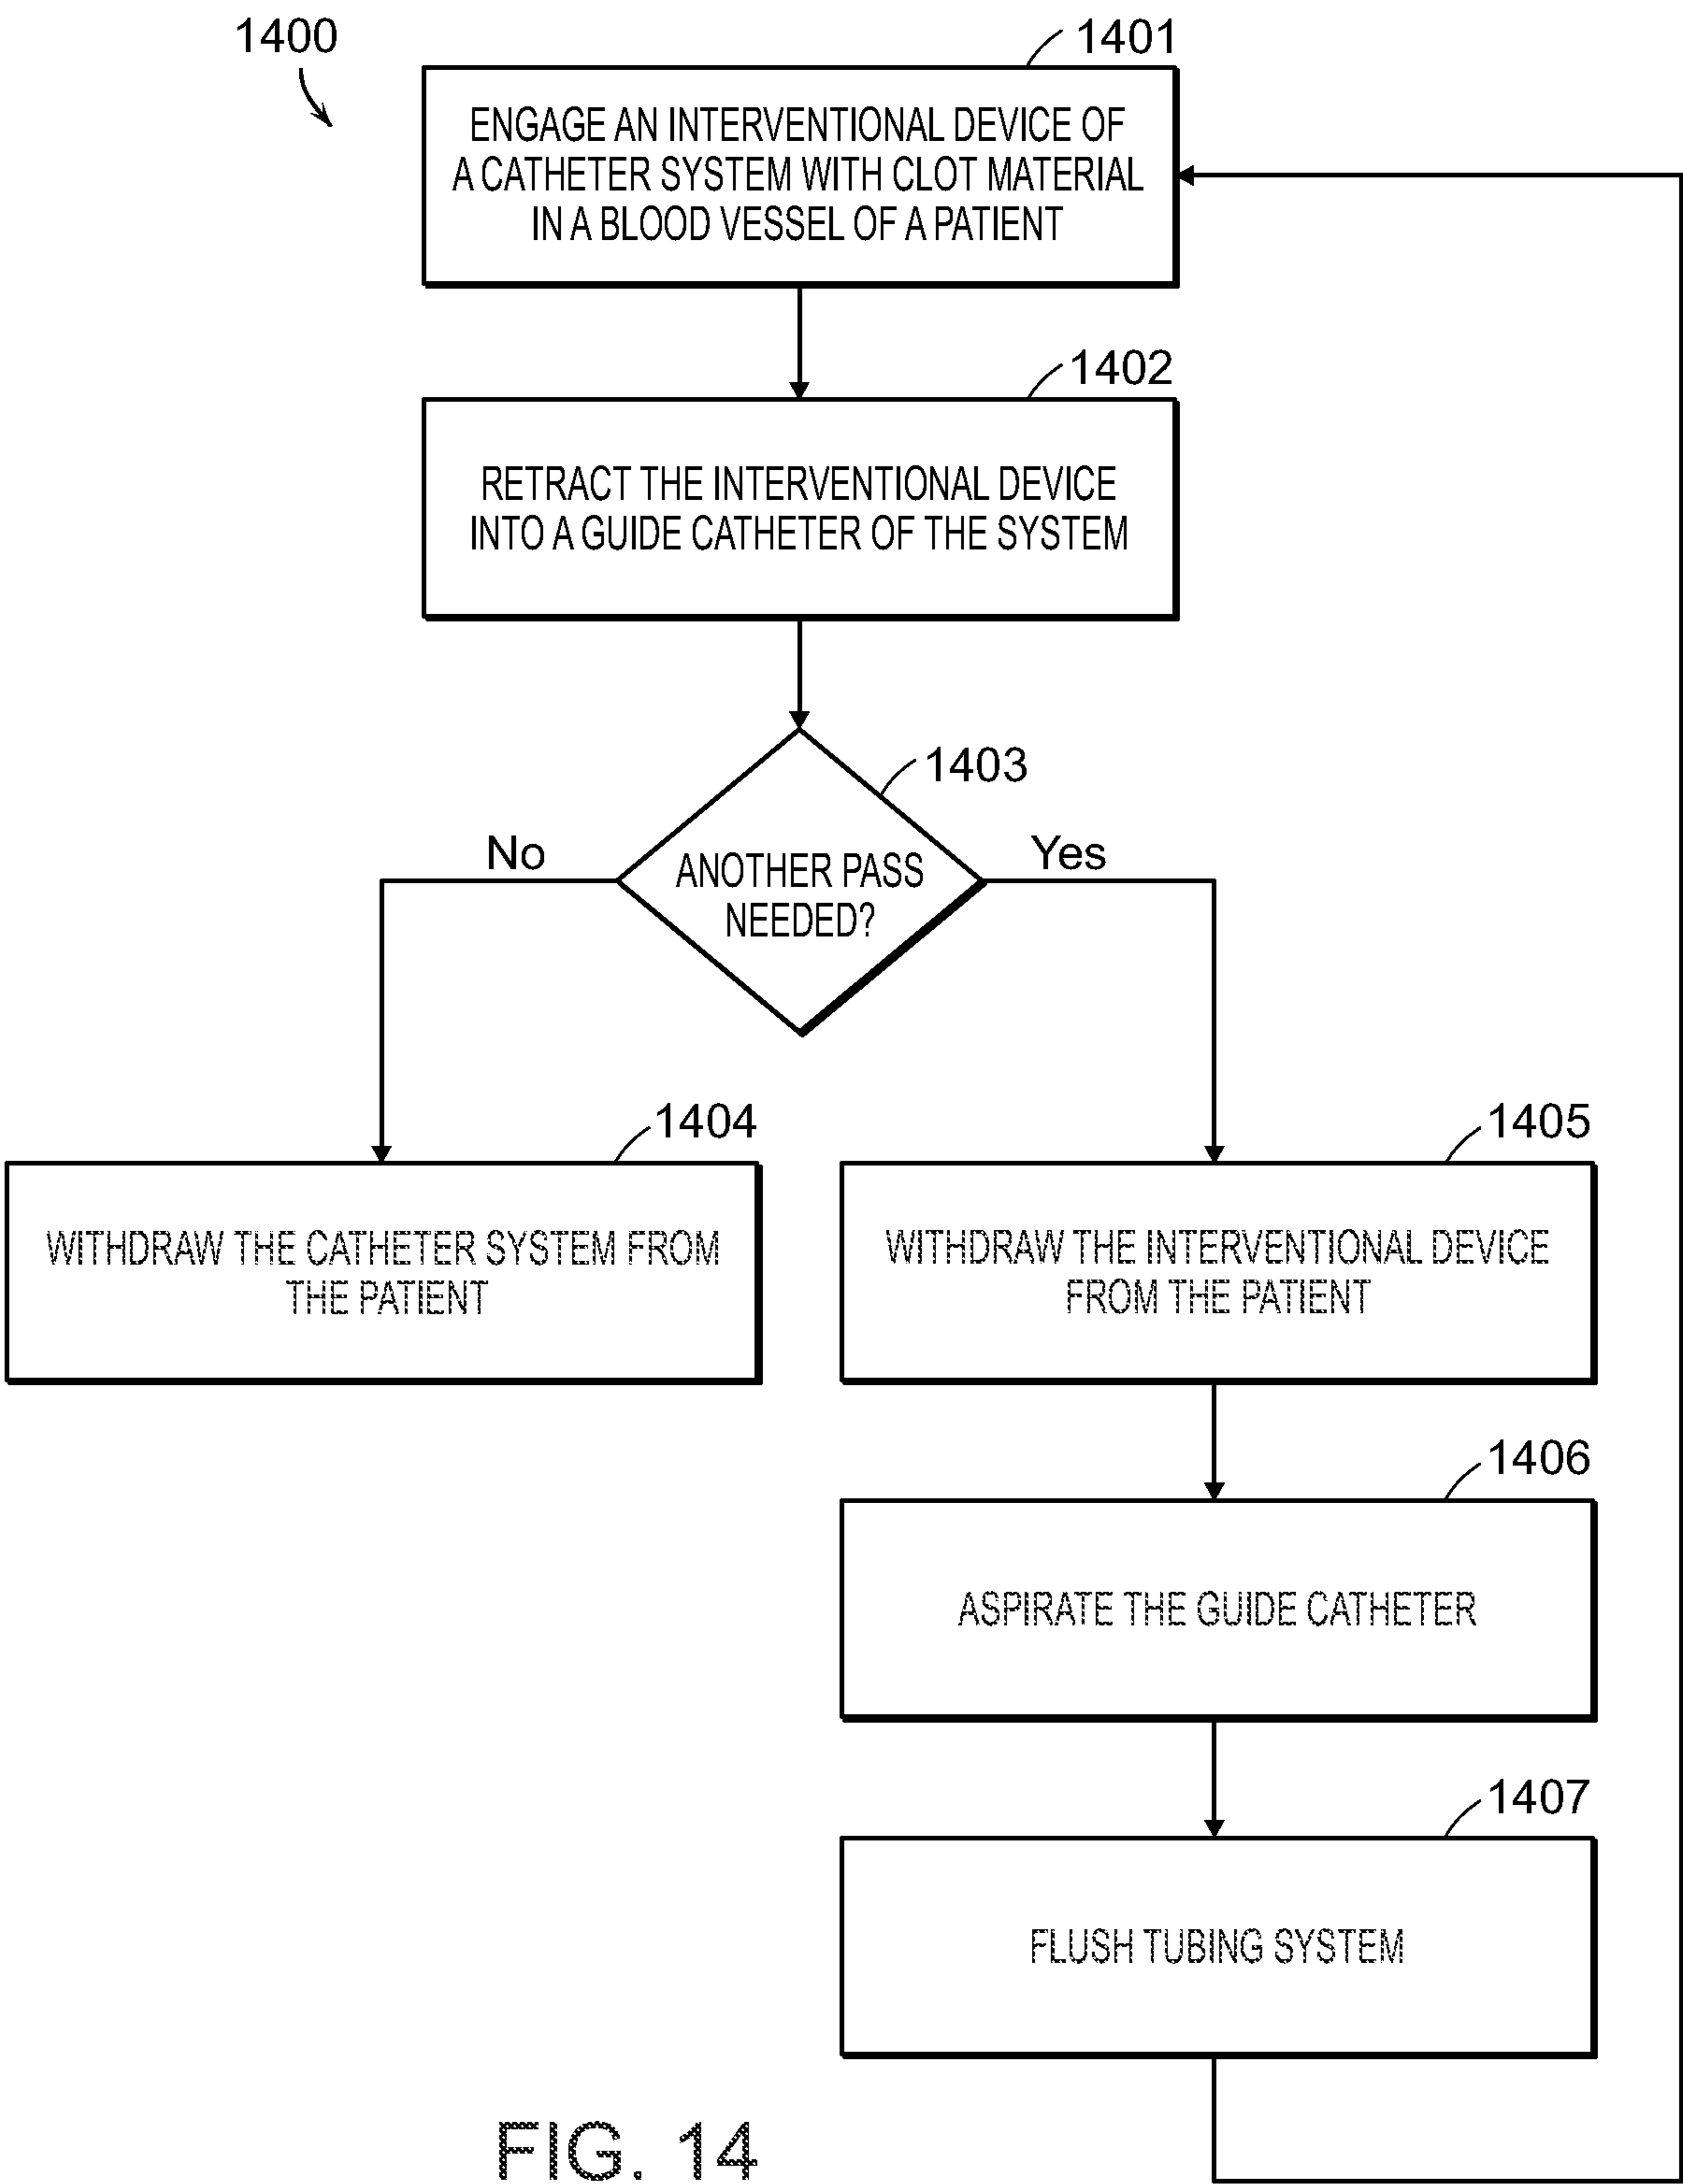 1400
1401
ENGAGE AN INTERVENTIONAL DEVICE OF
A CATHETER SYSTEM WITH CLOT MATERIAL
IN A BLOOD VESSEL OF A PATIENT
1402
RETRACT THE INTERVENTIONAL DEVICE
INTO A GUIDE CATHETER OF THE SYSTEM
1403
ANOTHER PASS
NEEDED?
No
Yes
1404
WITHDRAW THE CATHETER SYSTEM FROM
THE PATIENT
1405
WITHDRAW THE INTERVENTIONAL DEVICE
FROM THE PATIENT
1406
ASPIRATE THE GUIDE CATHETER
1407
FLUSH TUBING SYSTEM
FIG. 14